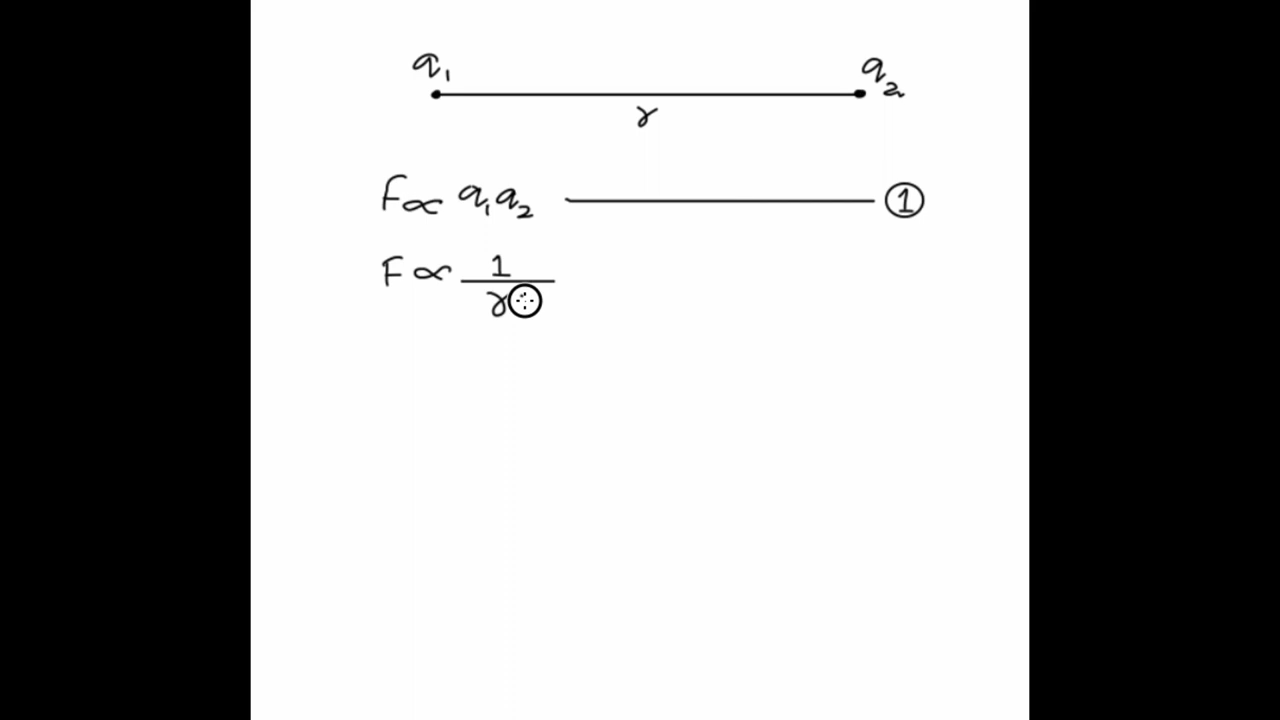 q₁ q₂
r
F ∝ q₁q₂ ——— ①
F ∝ 1/r